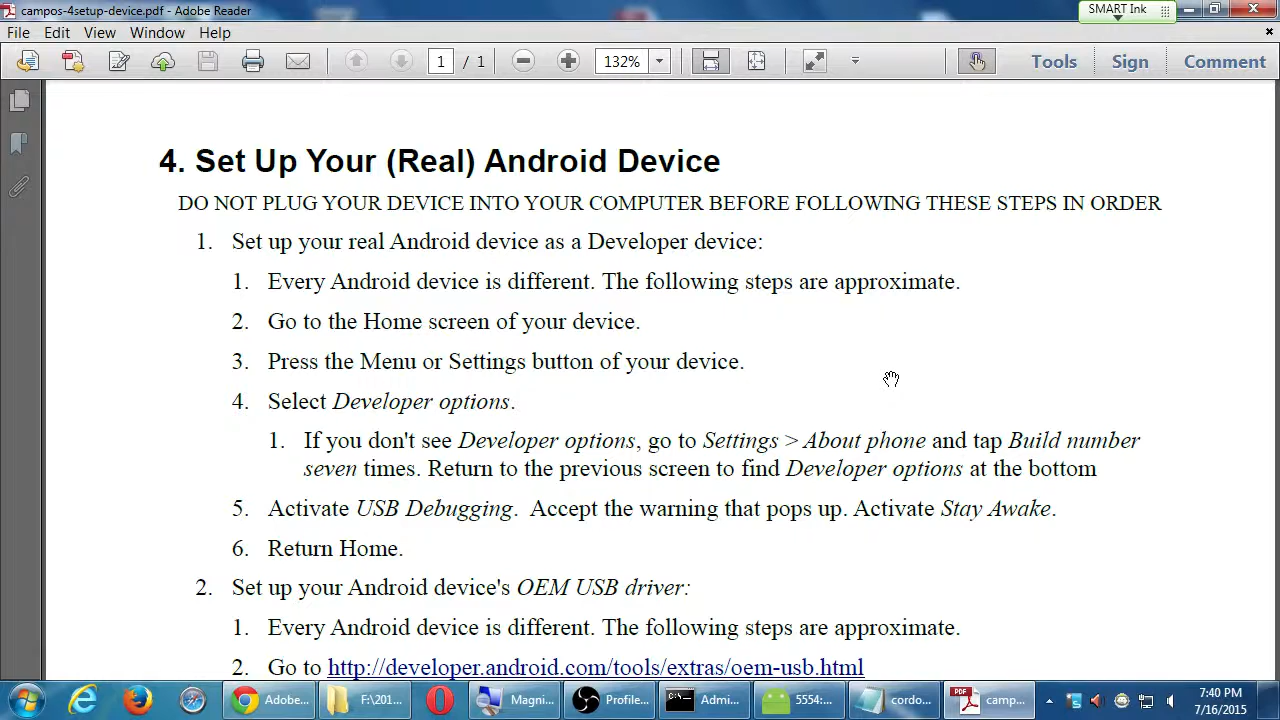 campos-4setup-device.pdf - Adobe Reader
SMART Ink
File Edit View Window Help
1 / 1 132% Tools Sign Comment
4. Set Up Your (Real) Android Device
DO NOT PLUG YOUR DEVICE INTO YOUR COMPUTER BEFORE FOLLOWING THESE STEPS IN ORDER
1. Set up your real Android device as a Developer device:
1. Every Android device is different. The following steps are approximate.
2. Go to the Home screen of your device.
3. Press the Menu or Settings button of your device.
4. Select Developer options.
1. If you don't see Developer options, go to Settings > About phone and tap Build number
seven times. Return to the previous screen to find Developer options at the bottom
5. Activate USB Debugging. Accept the warning that pops up. Activate Stay Awake.
6. Return Home.
2. Set up your Android device's OEM USB driver:
1. Every Android device is different. The following steps are approximate.
2. Go to http://developer.android.com/tools/extras/oem-usb.html
Adobe... F:\201... Magni... Profile... Admi... 5554:... cordo... PDF camp... 7:40 PM
7/16/2015